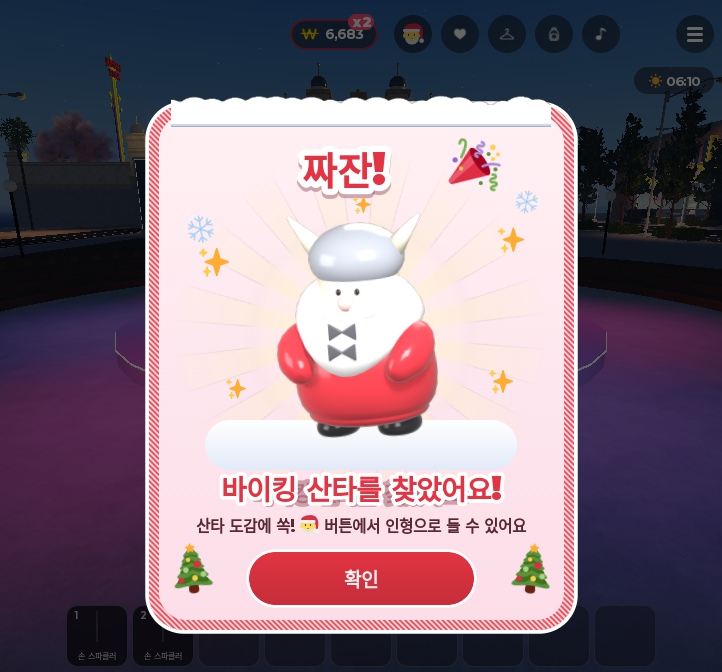 x2
₩ 6,683
06:10
짜잔!
바이킹 산타를 찾았어요!
산타 도감에 쏙! 버튼에서 인형으로 들 수 있어요
확인
1
2
손 스파클러
손 스파클러